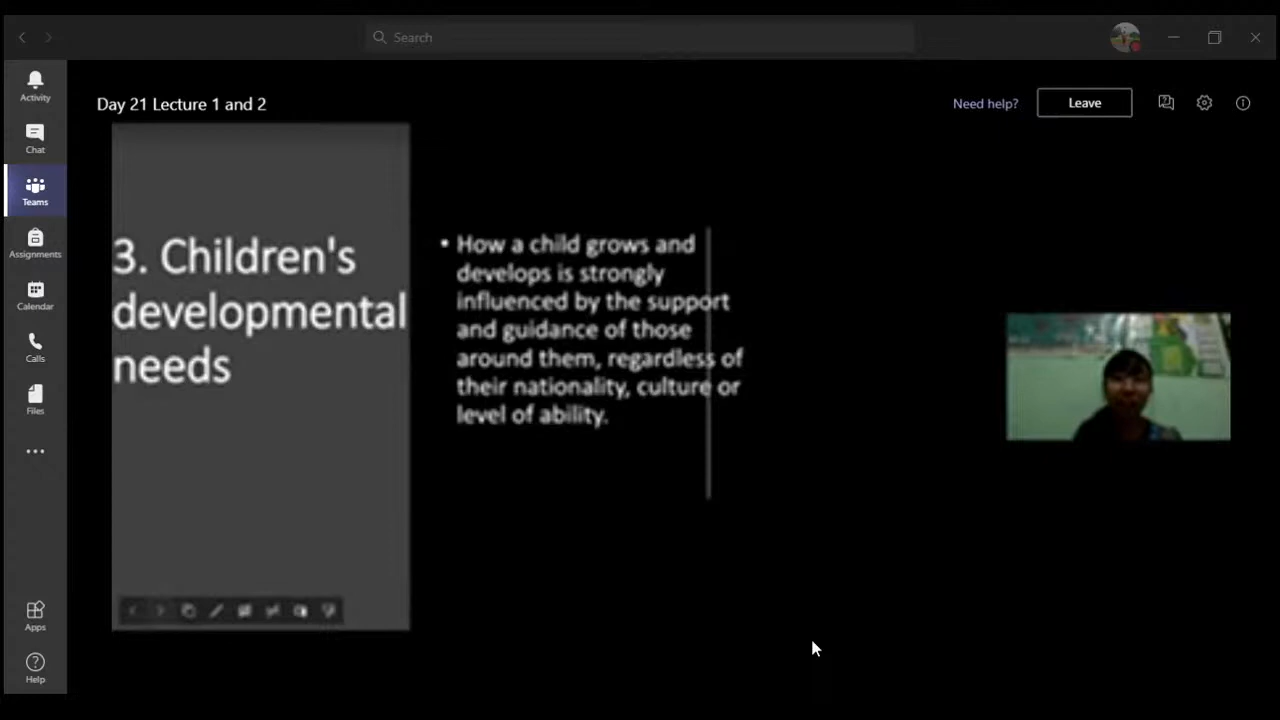 Search
Activity
Chat
Teams
Assignments
Calendar
Calls
Files
Apps
Help
Day 21 Lecture 1 and 2
Need help?
Leave
3. Children's
developmental
needs
• How a child grows and
develops is strongly
influenced by the support
and guidance of those
around them, regardless of
their nationality, culture or
level of ability.